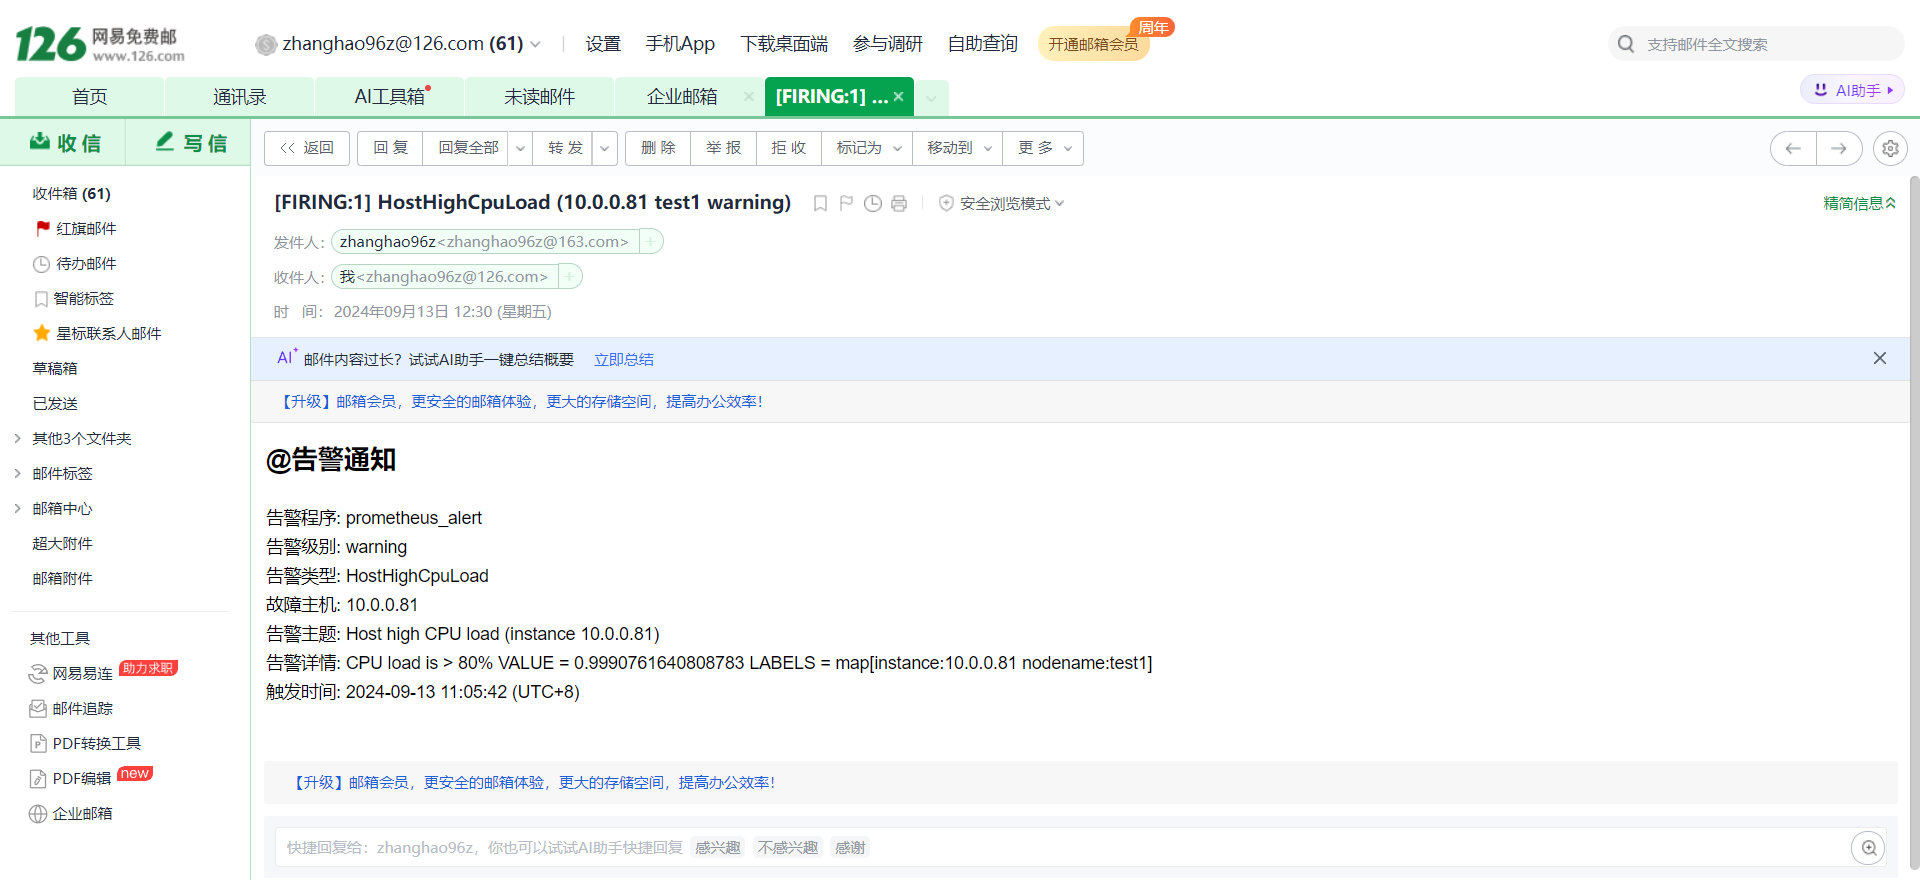 126 网易免费邮
www.126.com
zhanghao96z@126.com (61)
设置 手机App 下载桌面端 参与调研 自助查询 开通邮箱会员 周年
支持邮件全文搜索
首页 通讯录 AI工具箱 未读邮件 企业邮箱 [FIRING:1] ...
AI助手
收信 写信
返回 回复 回复全部 转发 删除 举报 拒收 标记为 移动到 更多
收件箱 (61)
红旗邮件
待办邮件
智能标签
星标联系人邮件
草稿箱
已发送
其他3个文件夹
邮件标签
邮箱中心
超大附件
邮箱附件
其他工具
网易易连 助力求职
邮件追踪
PDF转换工具
PDF编辑 new
企业邮箱
[FIRING:1] HostHighCpuLoad (10.0.0.81 test1 warning)
安全浏览模式
精简信息
发件人： zhanghao96z<zhanghao96z@163.com>
收件人： 我<zhanghao96z@126.com>
时 间： 2024年09月13日 12:30 (星期五)
AI 邮件内容过长？试试AI助手一键总结概要 立即总结
【升级】邮箱会员，更安全的邮箱体验，更大的存储空间，提高办公效率！
@告警通知
告警程序: prometheus_alert
告警级别: warning
告警类型: HostHighCpuLoad
故障主机: 10.0.0.81
告警主题: Host high CPU load (instance 10.0.0.81)
告警详情: CPU load is > 80% VALUE = 0.9990761640808783 LABELS = map[instance:10.0.0.81 nodename:test1]
触发时间: 2024-09-13 11:05:42 (UTC+8)
【升级】邮箱会员，更安全的邮箱体验，更大的存储空间，提高办公效率！
快捷回复给：zhanghao96z，你也可以试试AI助手快捷回复 感兴趣 不感兴趣 感谢